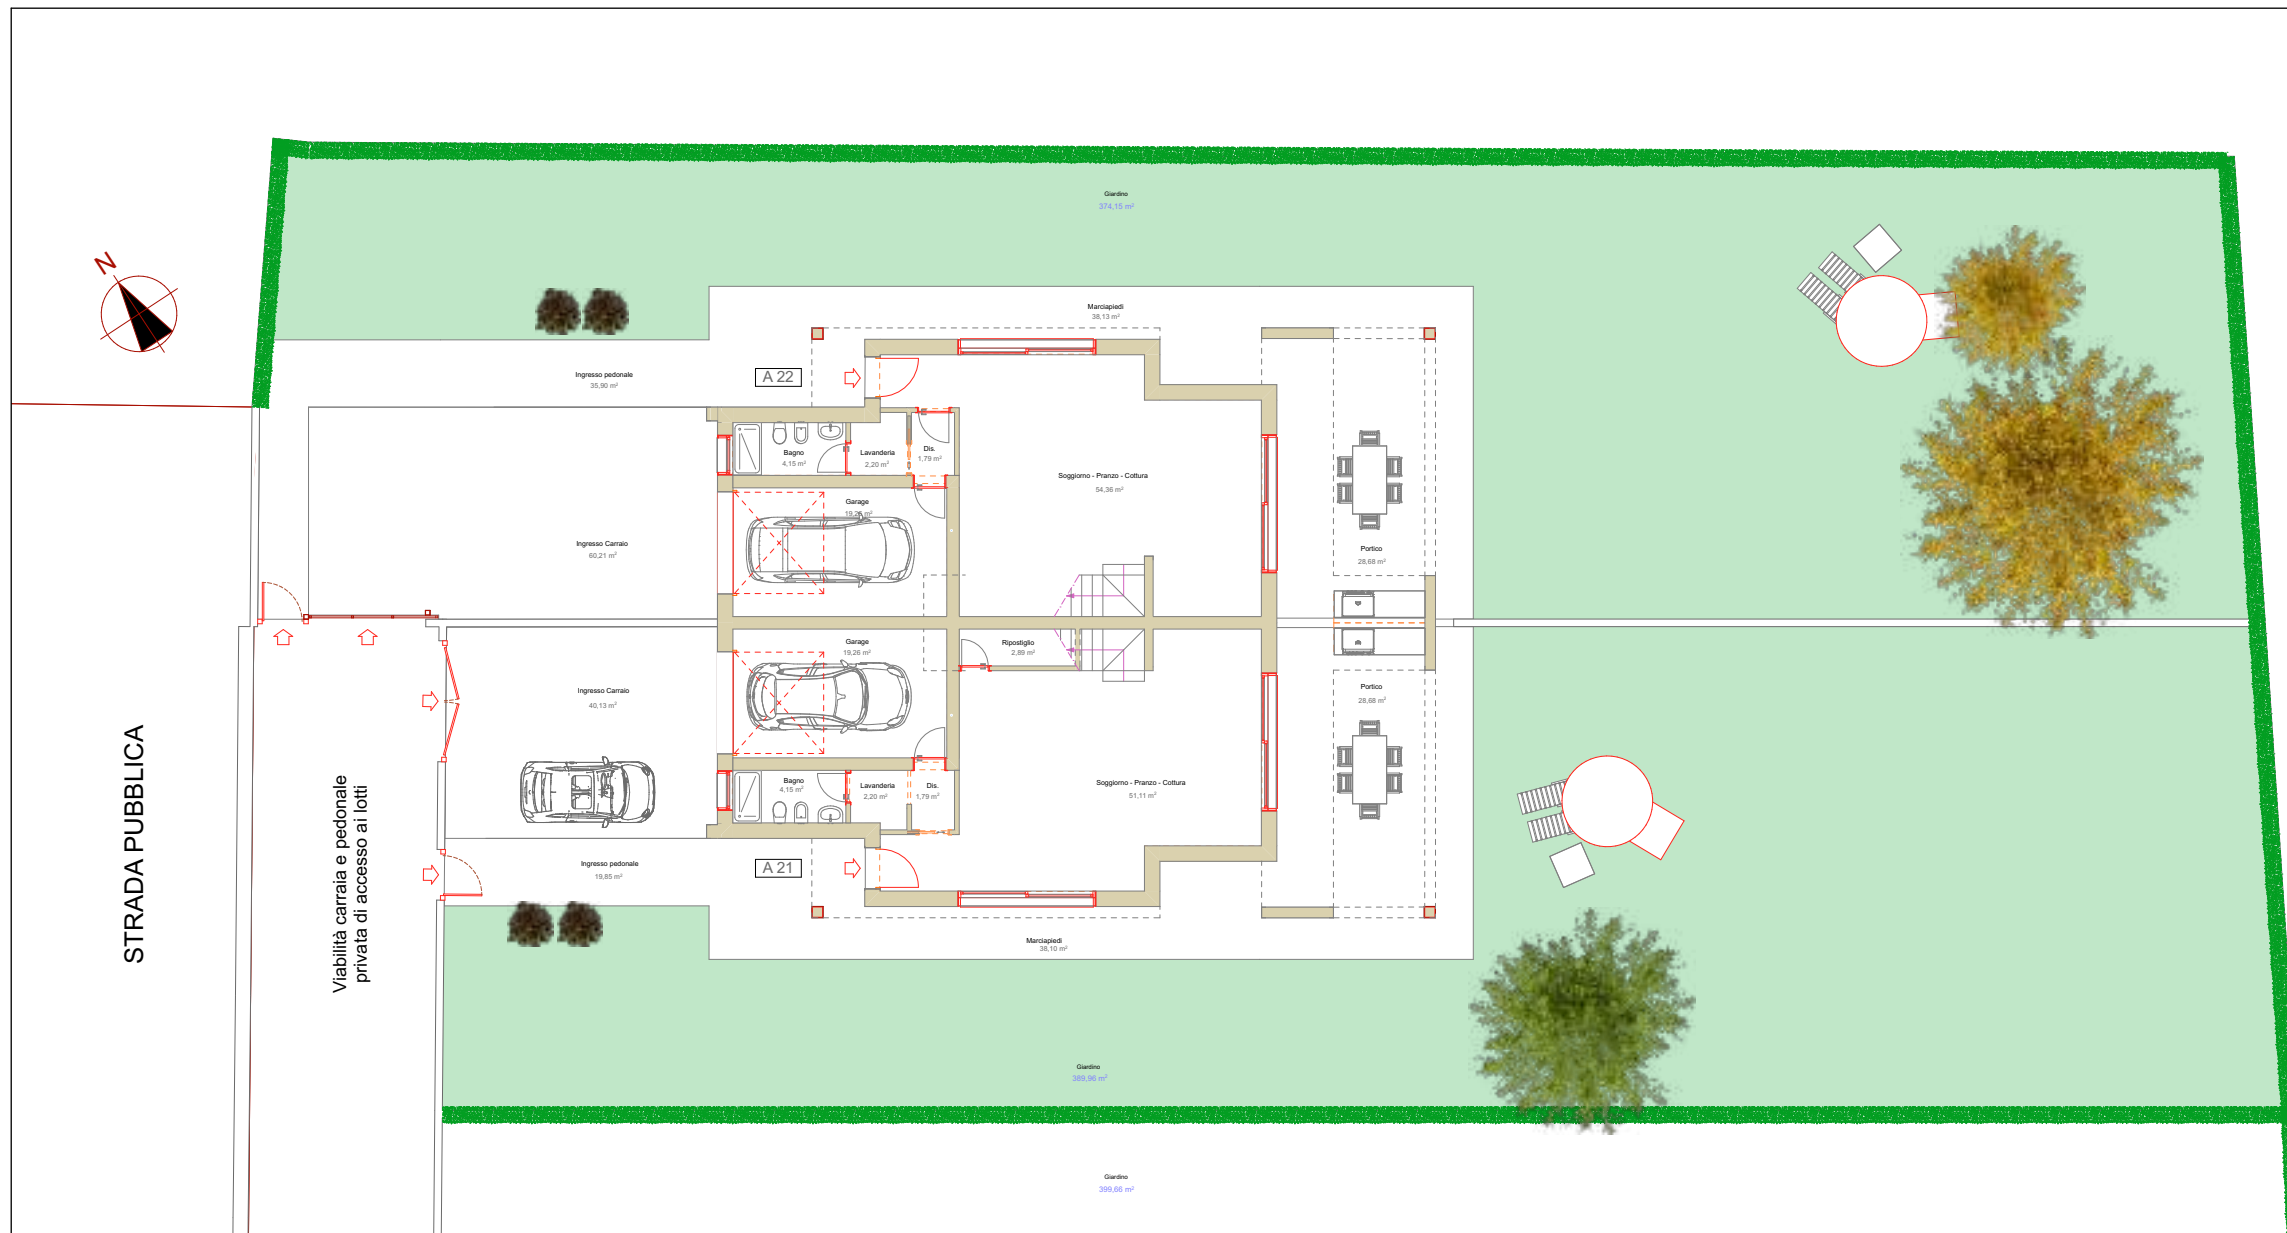 Giardino
374,15 m²
N
Marciapiedi
38,13 m²
Ingresso pedonale
35,90 m²
A 22
Bagno
4,15 m²
Lavanderia
2,20 m²
Dis.
1,79 m²
Soggiorno - Pranzo - Cottura
54,36 m²
Garage
19,26 m²
Ingresso Carraio
60,21 m²
Portico
28,68 m²
Garage
19,26 m²
Ripostiglio
2,89 m²
Ingresso Carraio
40,13 m²
Portico
28,68 m²
STRADA PUBBLICA
Viabilità carraia e pedonale
privata di accesso ai lotti
Bagno
4,15 m²
Lavanderia
2,20 m²
Dis.
1,79 m²
Soggiorno - Pranzo - Cottura
51,11 m²
Ingresso pedonale
19,85 m²
A 21
Marciapiedi
38,10 m²
Giardino
389,96 m²
Giardino
399,66 m²